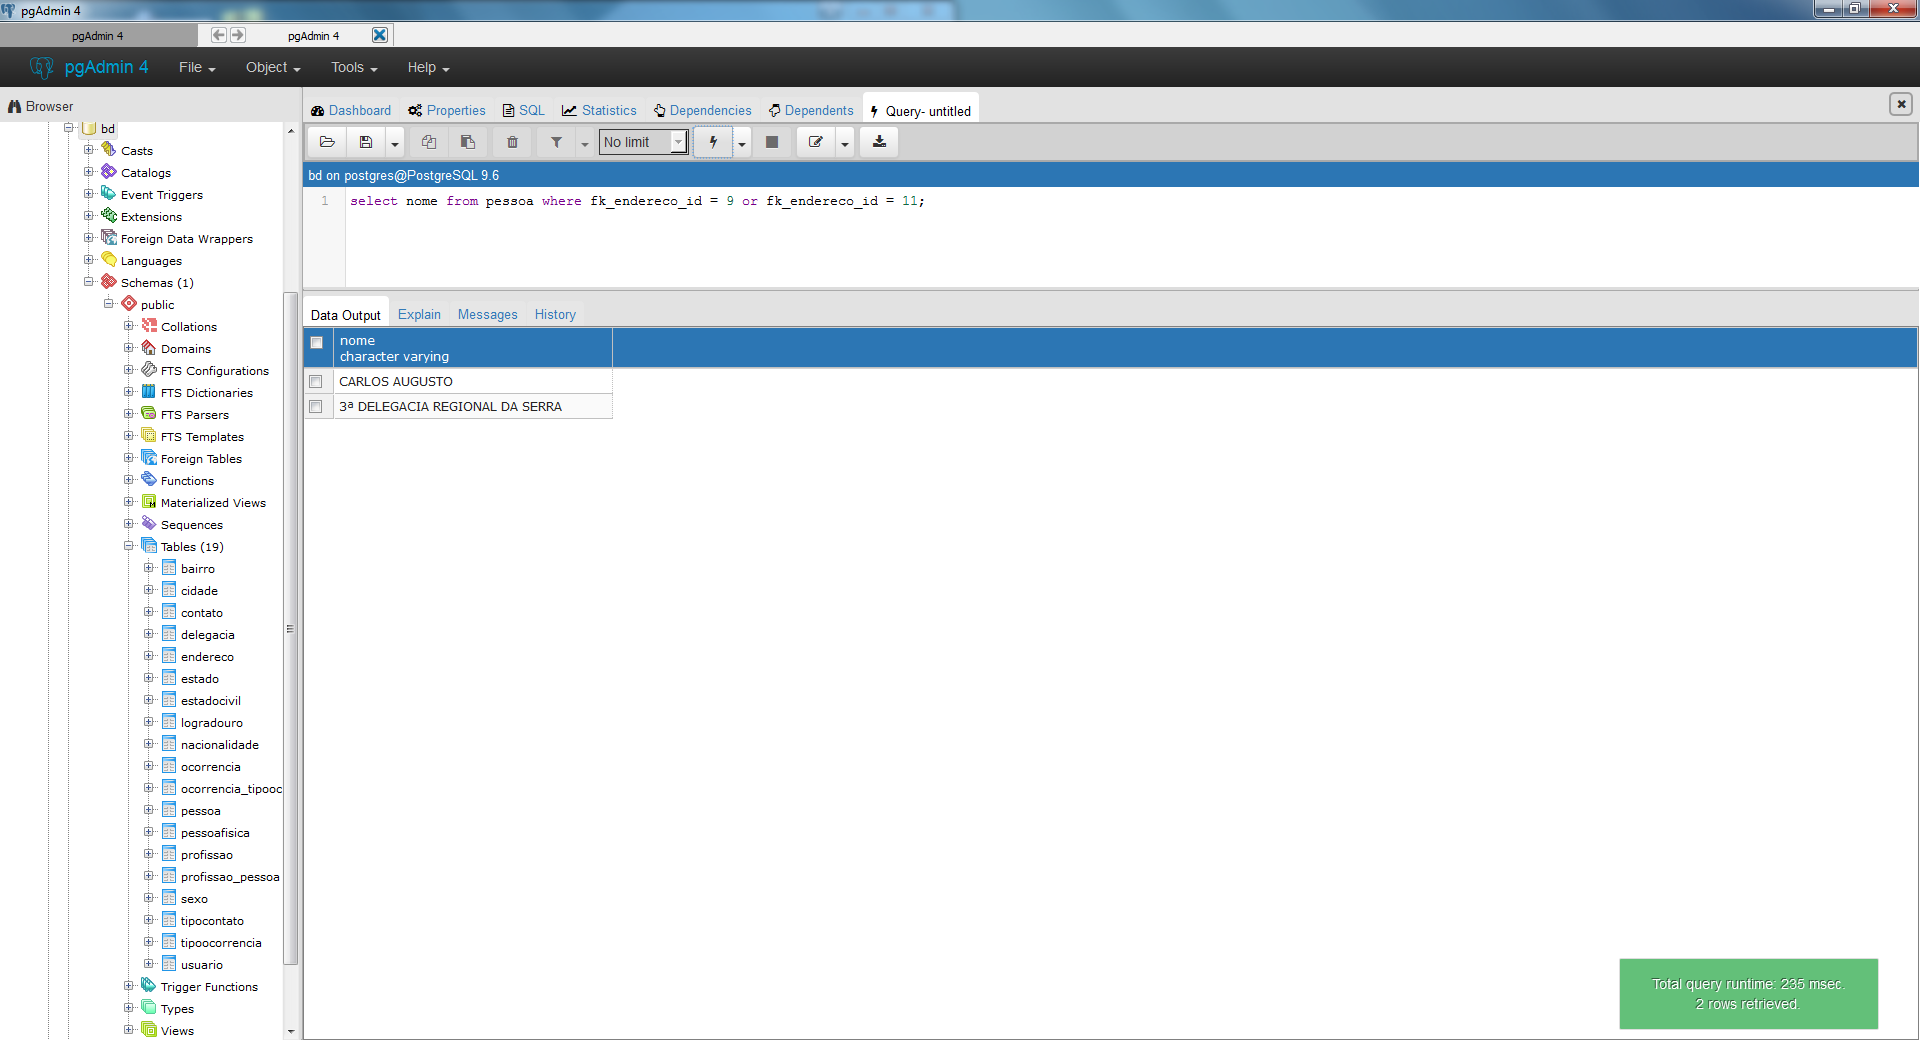 pgAdmin 4
pgAdmin 4
pgAdmin 4
pgAdmin 4
File
Object
Tools
Help
Browser
bd
Casts
Catalogs
Event Triggers
Extensions
Foreign Data Wrappers
Languages
Schemas (1)
public
Collations
Domains
FTS Configurations
FTS Dictionaries
FTS Parsers
FTS Templates
Foreign Tables
Functions
Materialized Views
Sequences
Tables (19)
bairro
cidade
contato
delegacia
endereco
estado
estadocivil
logradouro
nacionalidade
ocorrencia
ocorrencia_tipooc
pessoa
pessoafisica
profissao
profissao_pessoa
sexo
tipocontato
tipoocorrencia
usuario
Trigger Functions
Types
Views
Dashboard
Properties
SQL
Statistics
Dependencies
Dependents
Query- untitled
No limit
bd on postgres@PostgreSQL 9.6
1 select nome from pessoa where fk_endereco_id = 9 or fk_endereco_id = 11;
Data Output
Explain
Messages
History
nome
character varying
CARLOS AUGUSTO
3ª DELEGACIA REGIONAL DA SERRA
Total query runtime: 235 msec.
2 rows retrieved.